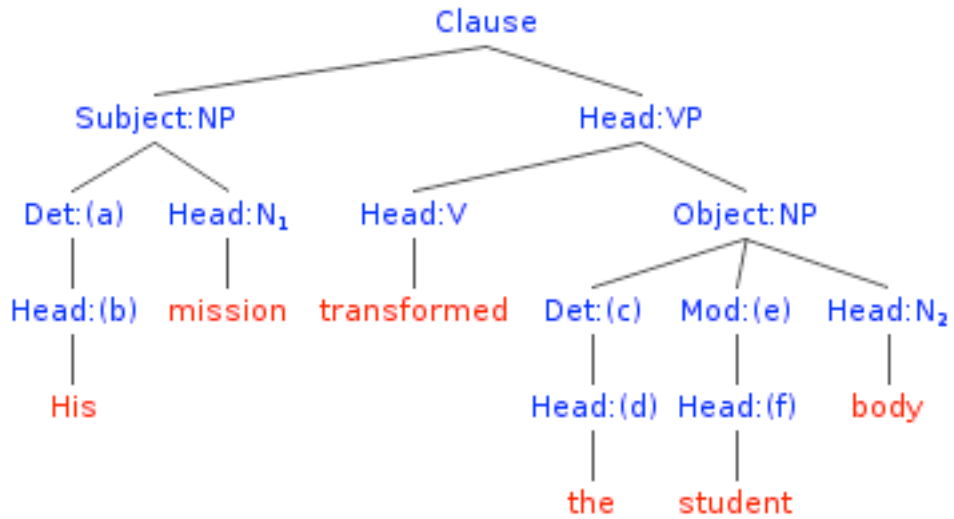 Clause
Subject:NP Head:VP
Det:(a) Head:N₁ Head:V Object:NP
Head:(b) mission transformed Det:(c) Mod:(e) Head:N₂
His Head:(d) Head:(f) body
the student